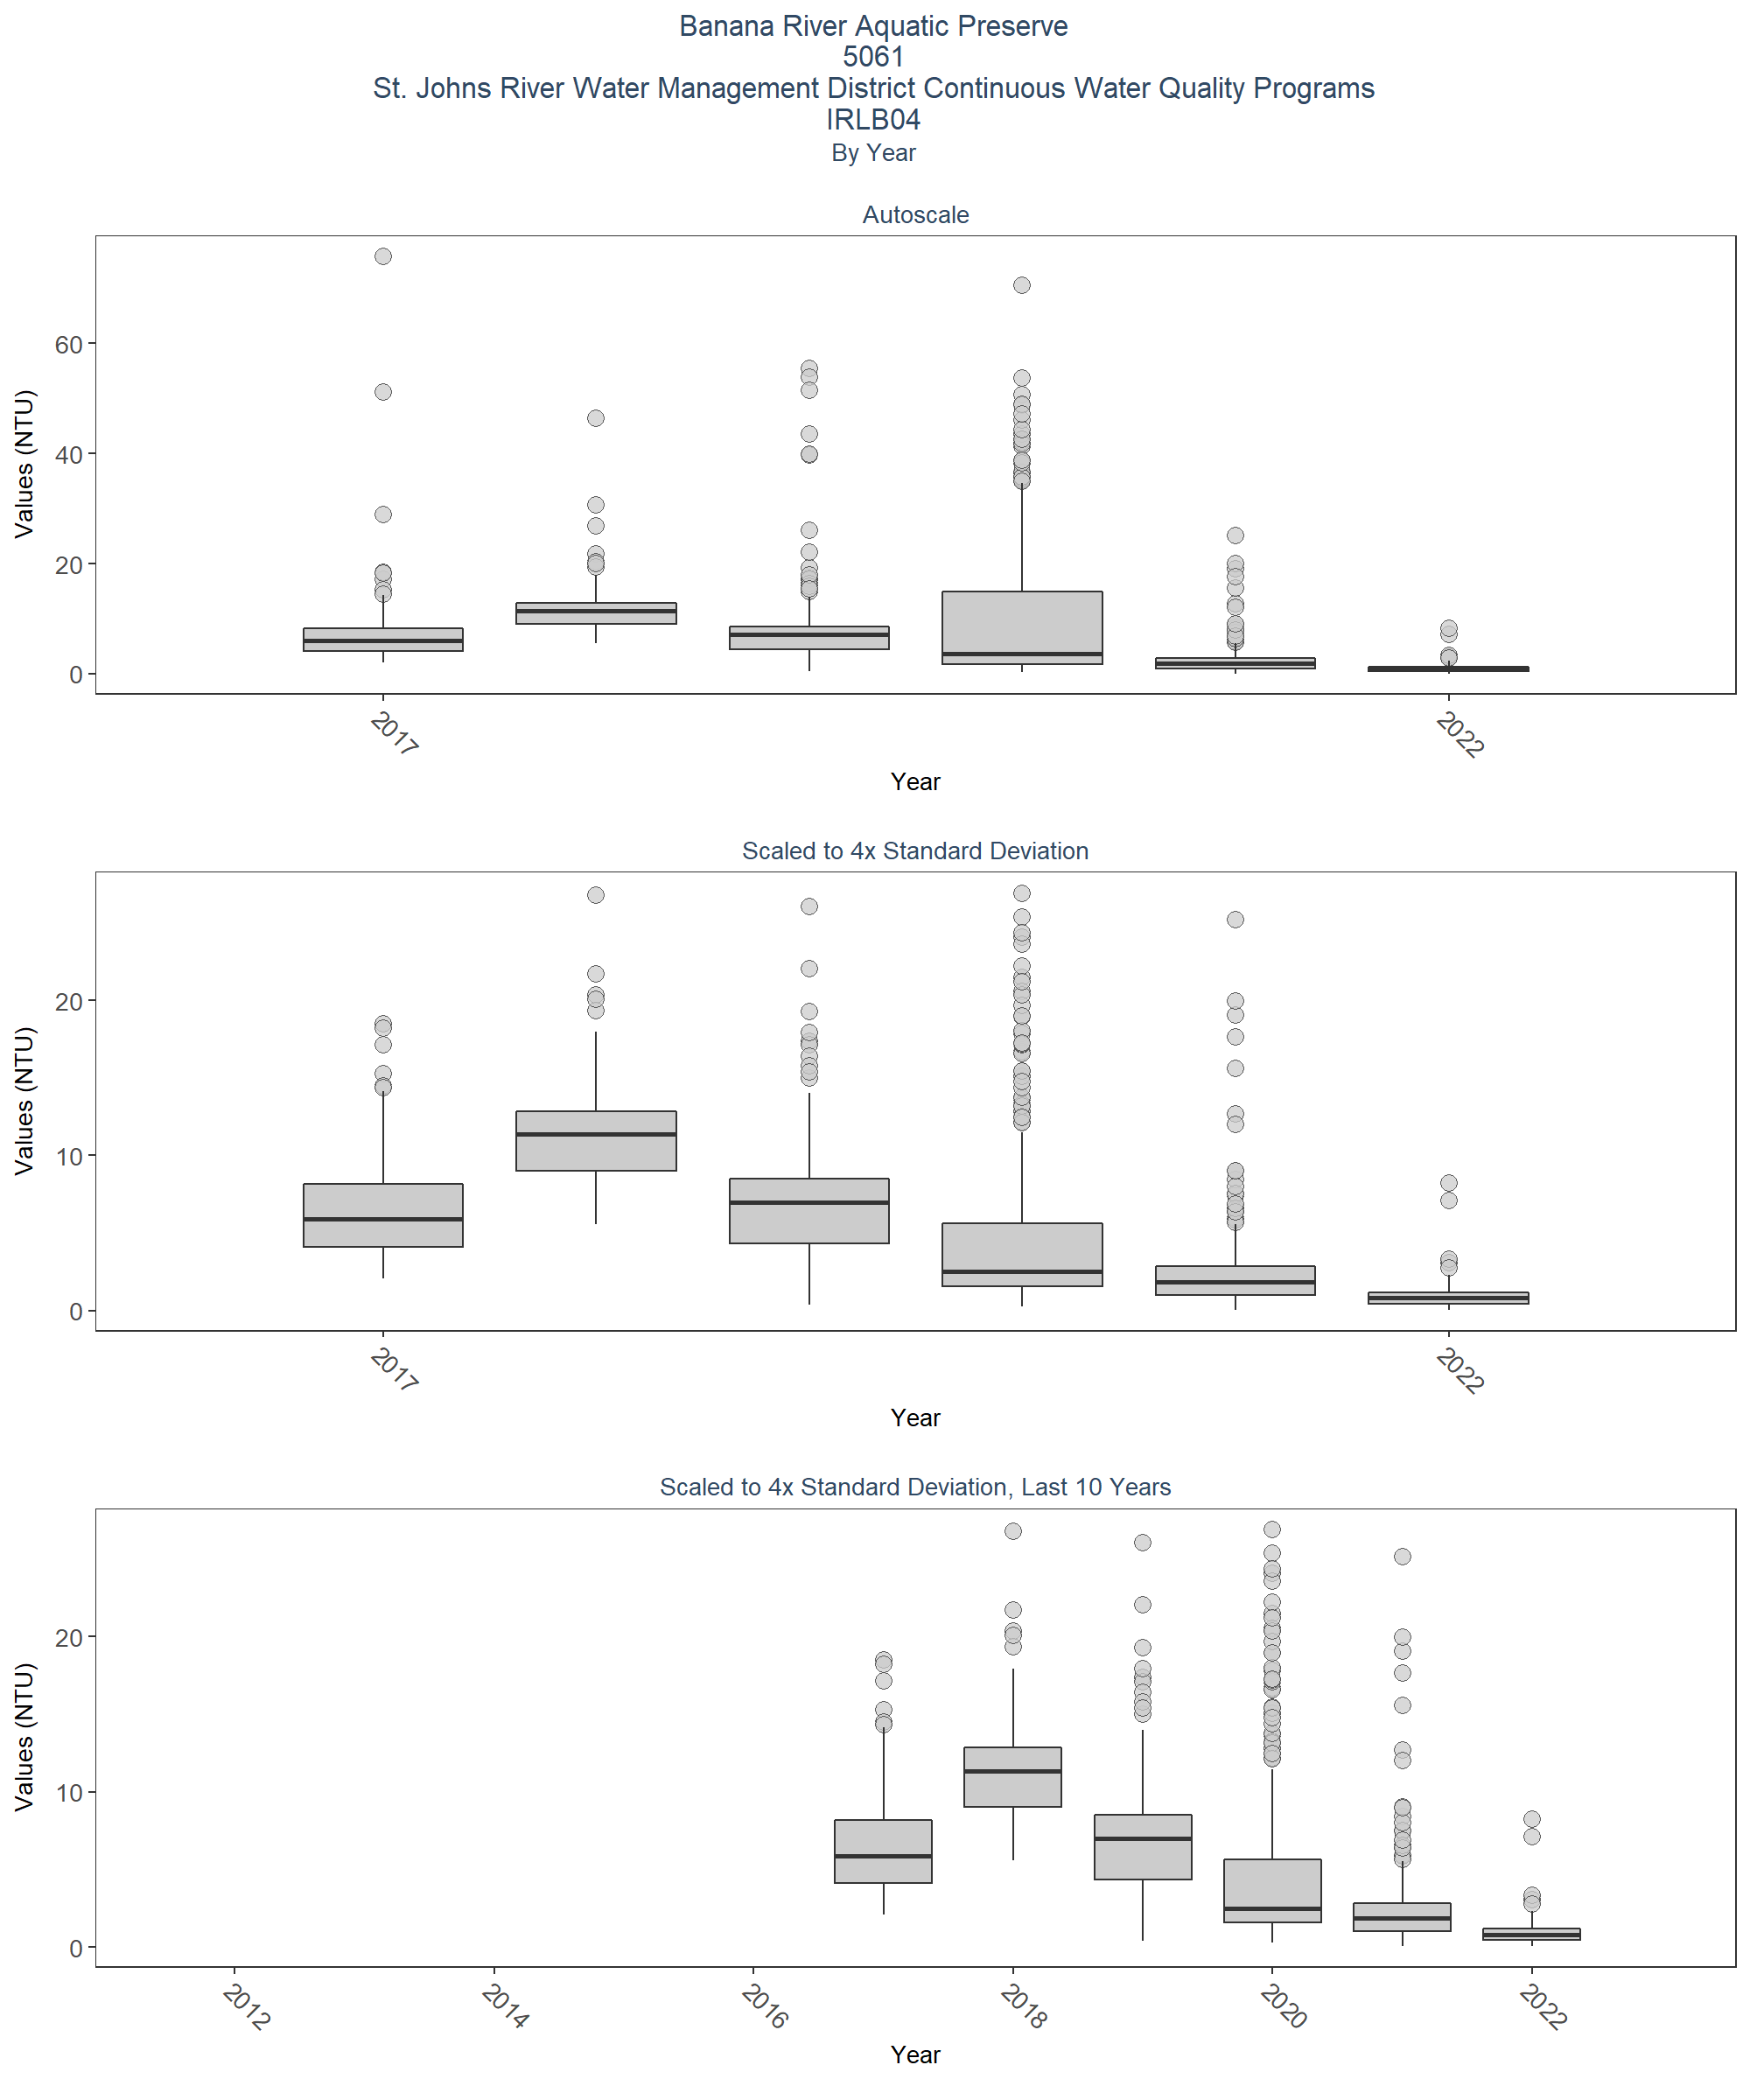 Banana River Aquatic Preserve
5061
St. Johns River Water Management District Continuous Water Quality Programs
IRLB04
By Year
Autoscale
Values (NTU)
60
40
20
0
2017
2022
Year
Scaled to 4x Standard Deviation
Values (NTU)
20
10
0
2017
2022
Year
Scaled to 4x Standard Deviation, Last 10 Years
Values (NTU)
20
10
0
2012
2014
2016
2018
2020
2022
Year